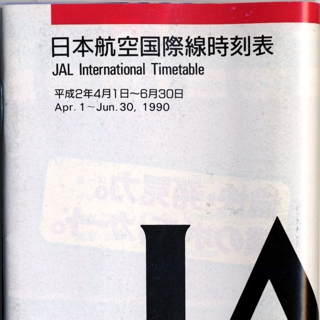 日本航空国際線時刻表
JAL International Timetable
平成2年4月1日〜6月30日
Apr. 1〜Jun. 30, 1990
JA